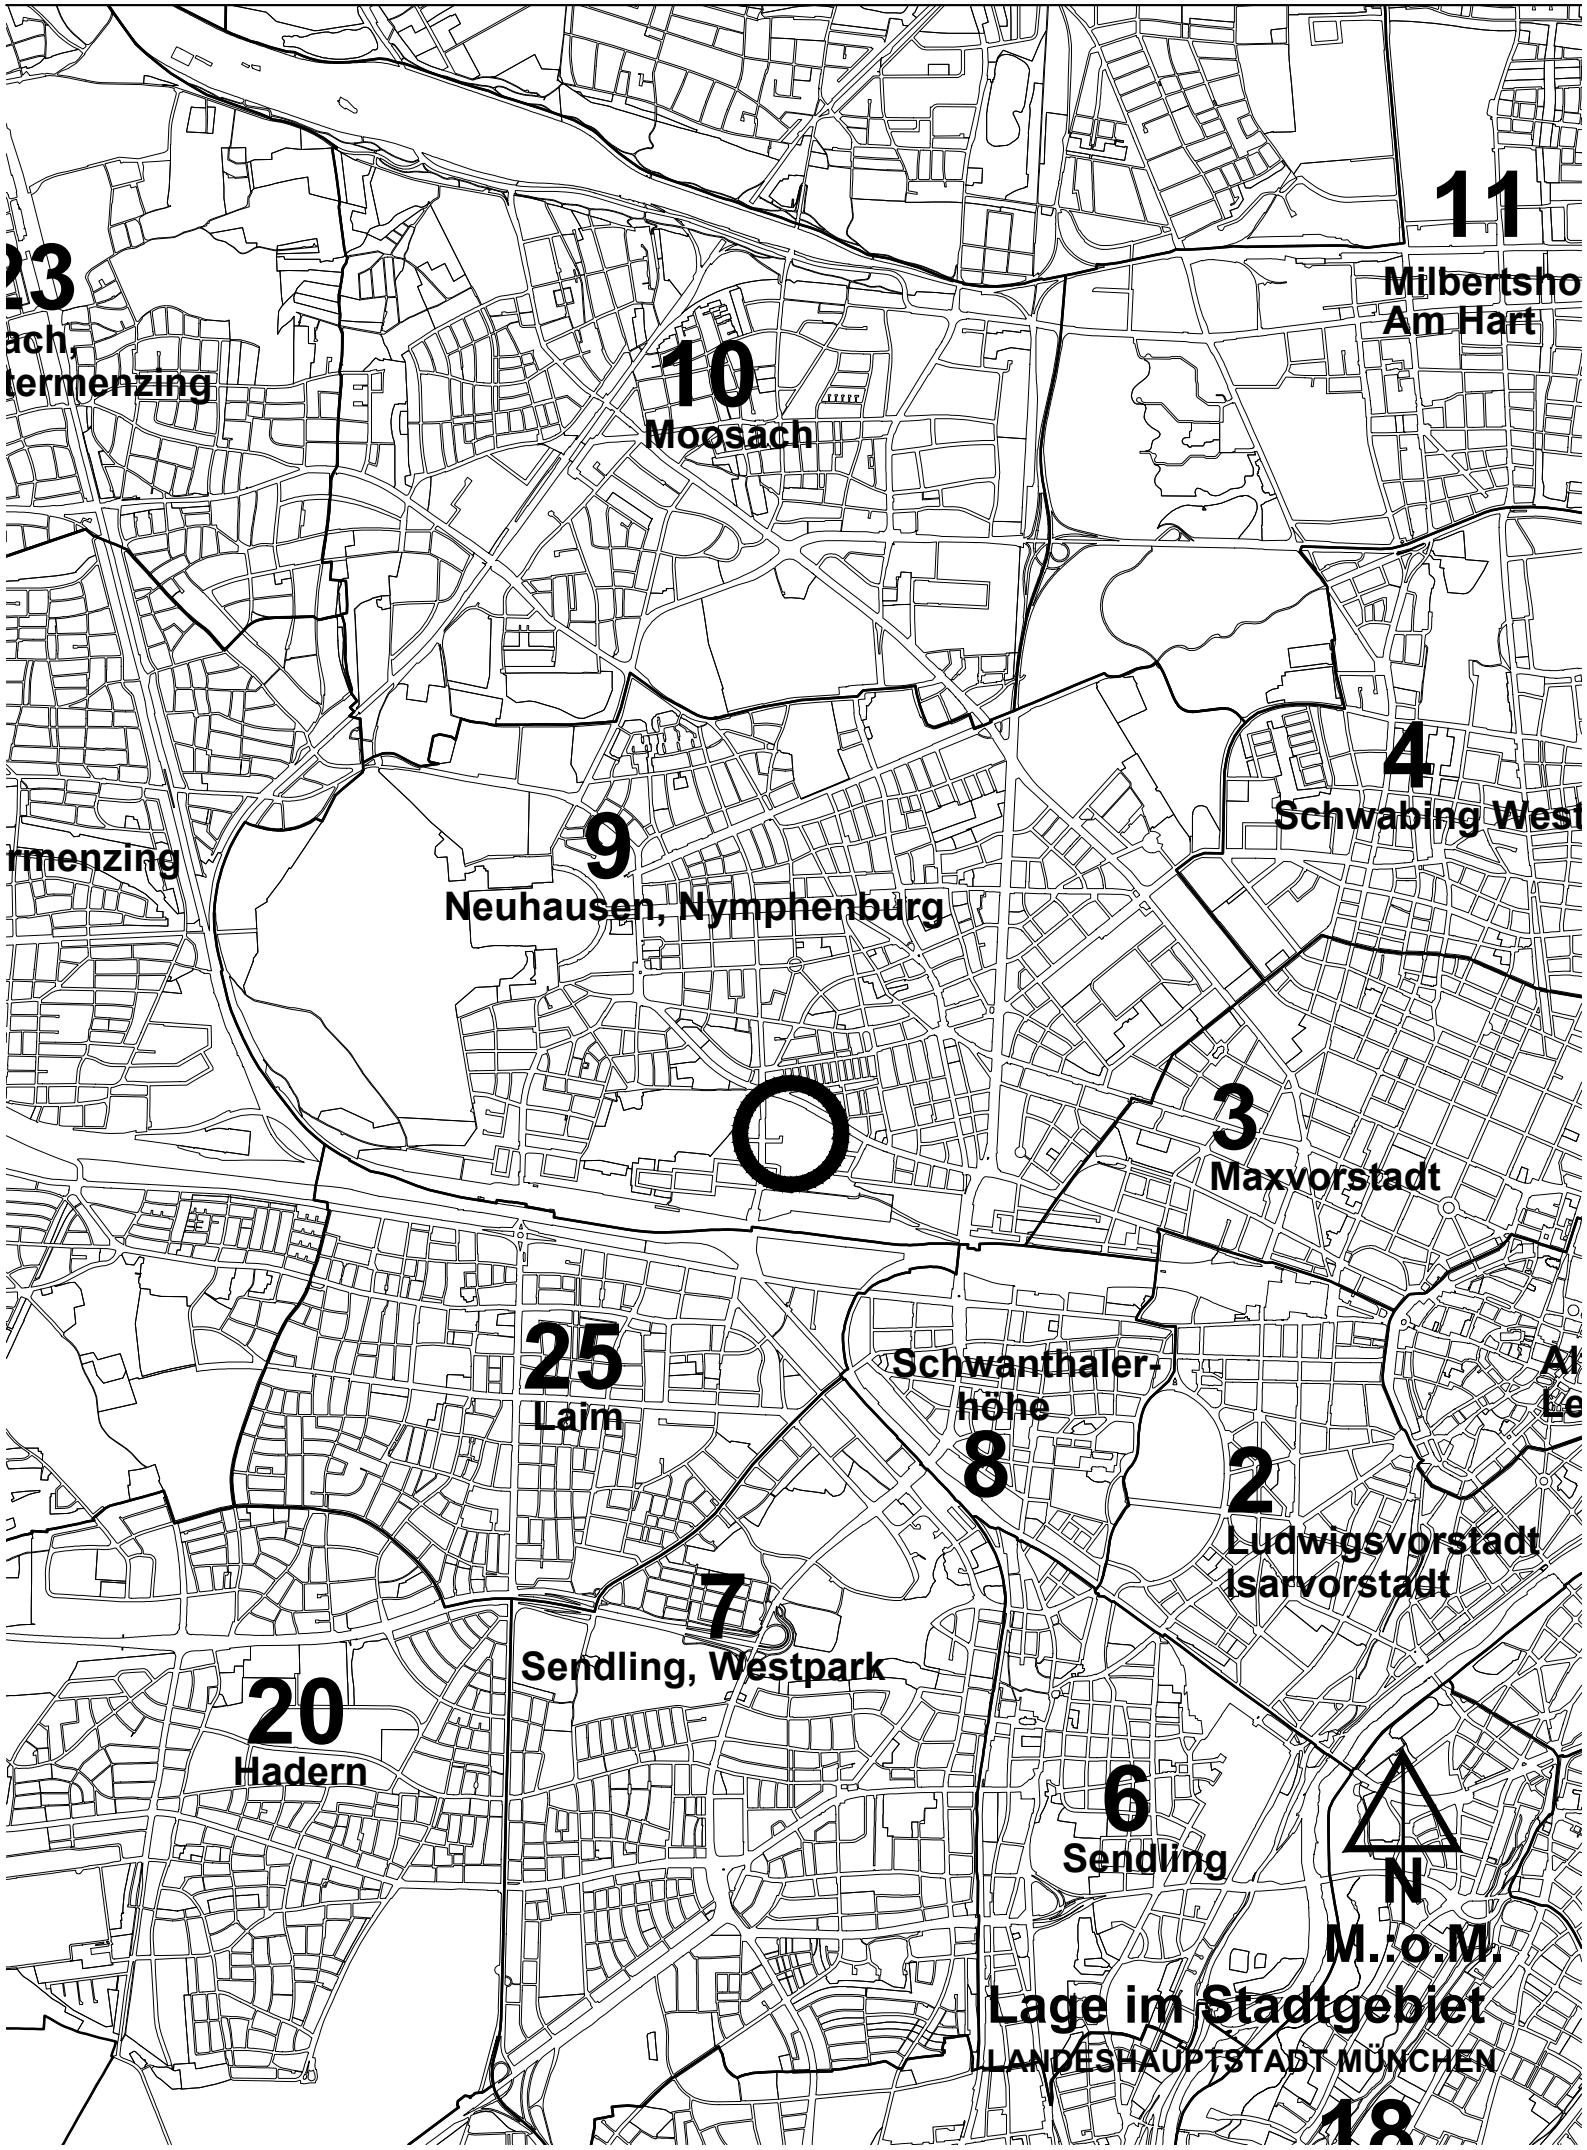 11
Milbertsho
Am Hart
23
ach,
termenzing
10
Moosach
4
Schwabing West
rmenzing
9
Neuhausen, Nymphenburg
3
Maxvorstadt
25
Laim
Schwanthaler-
höhe
8
Al
Le
2
Ludwigsvorstadt
Isarvorstadt
7
Sendling, Westpark
20
Hadern
6
Sendling
N
M.:o.M.
Lage im Stadtgebiet
LANDESHAUPTSTADT MÜNCHEN
18